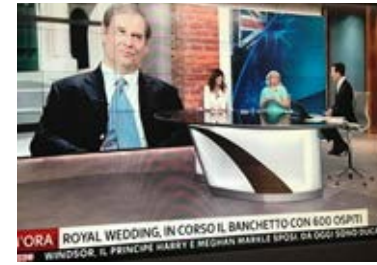 T'ORA ROYAL WEDDING, IN CORSO IL BANCHETTO CON 600 OSPITI
WINDSOR, IL PRINCIPE HARRY E MEGHAN MARKLE SPOSI. DA OGGI SONO DUCA